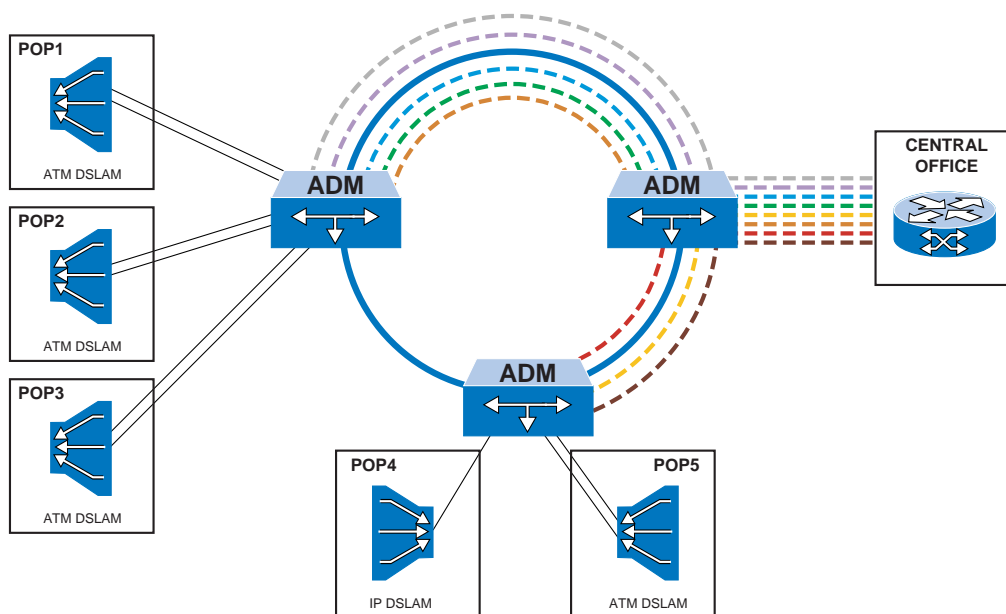 POP1
ATM DSLAM
POP2
ATM DSLAM
POP3
ATM DSLAM
ADM
ADM
CENTRAL
OFFICE
ADM
POP4
IP DSLAM
POP5
ATM DSLAM